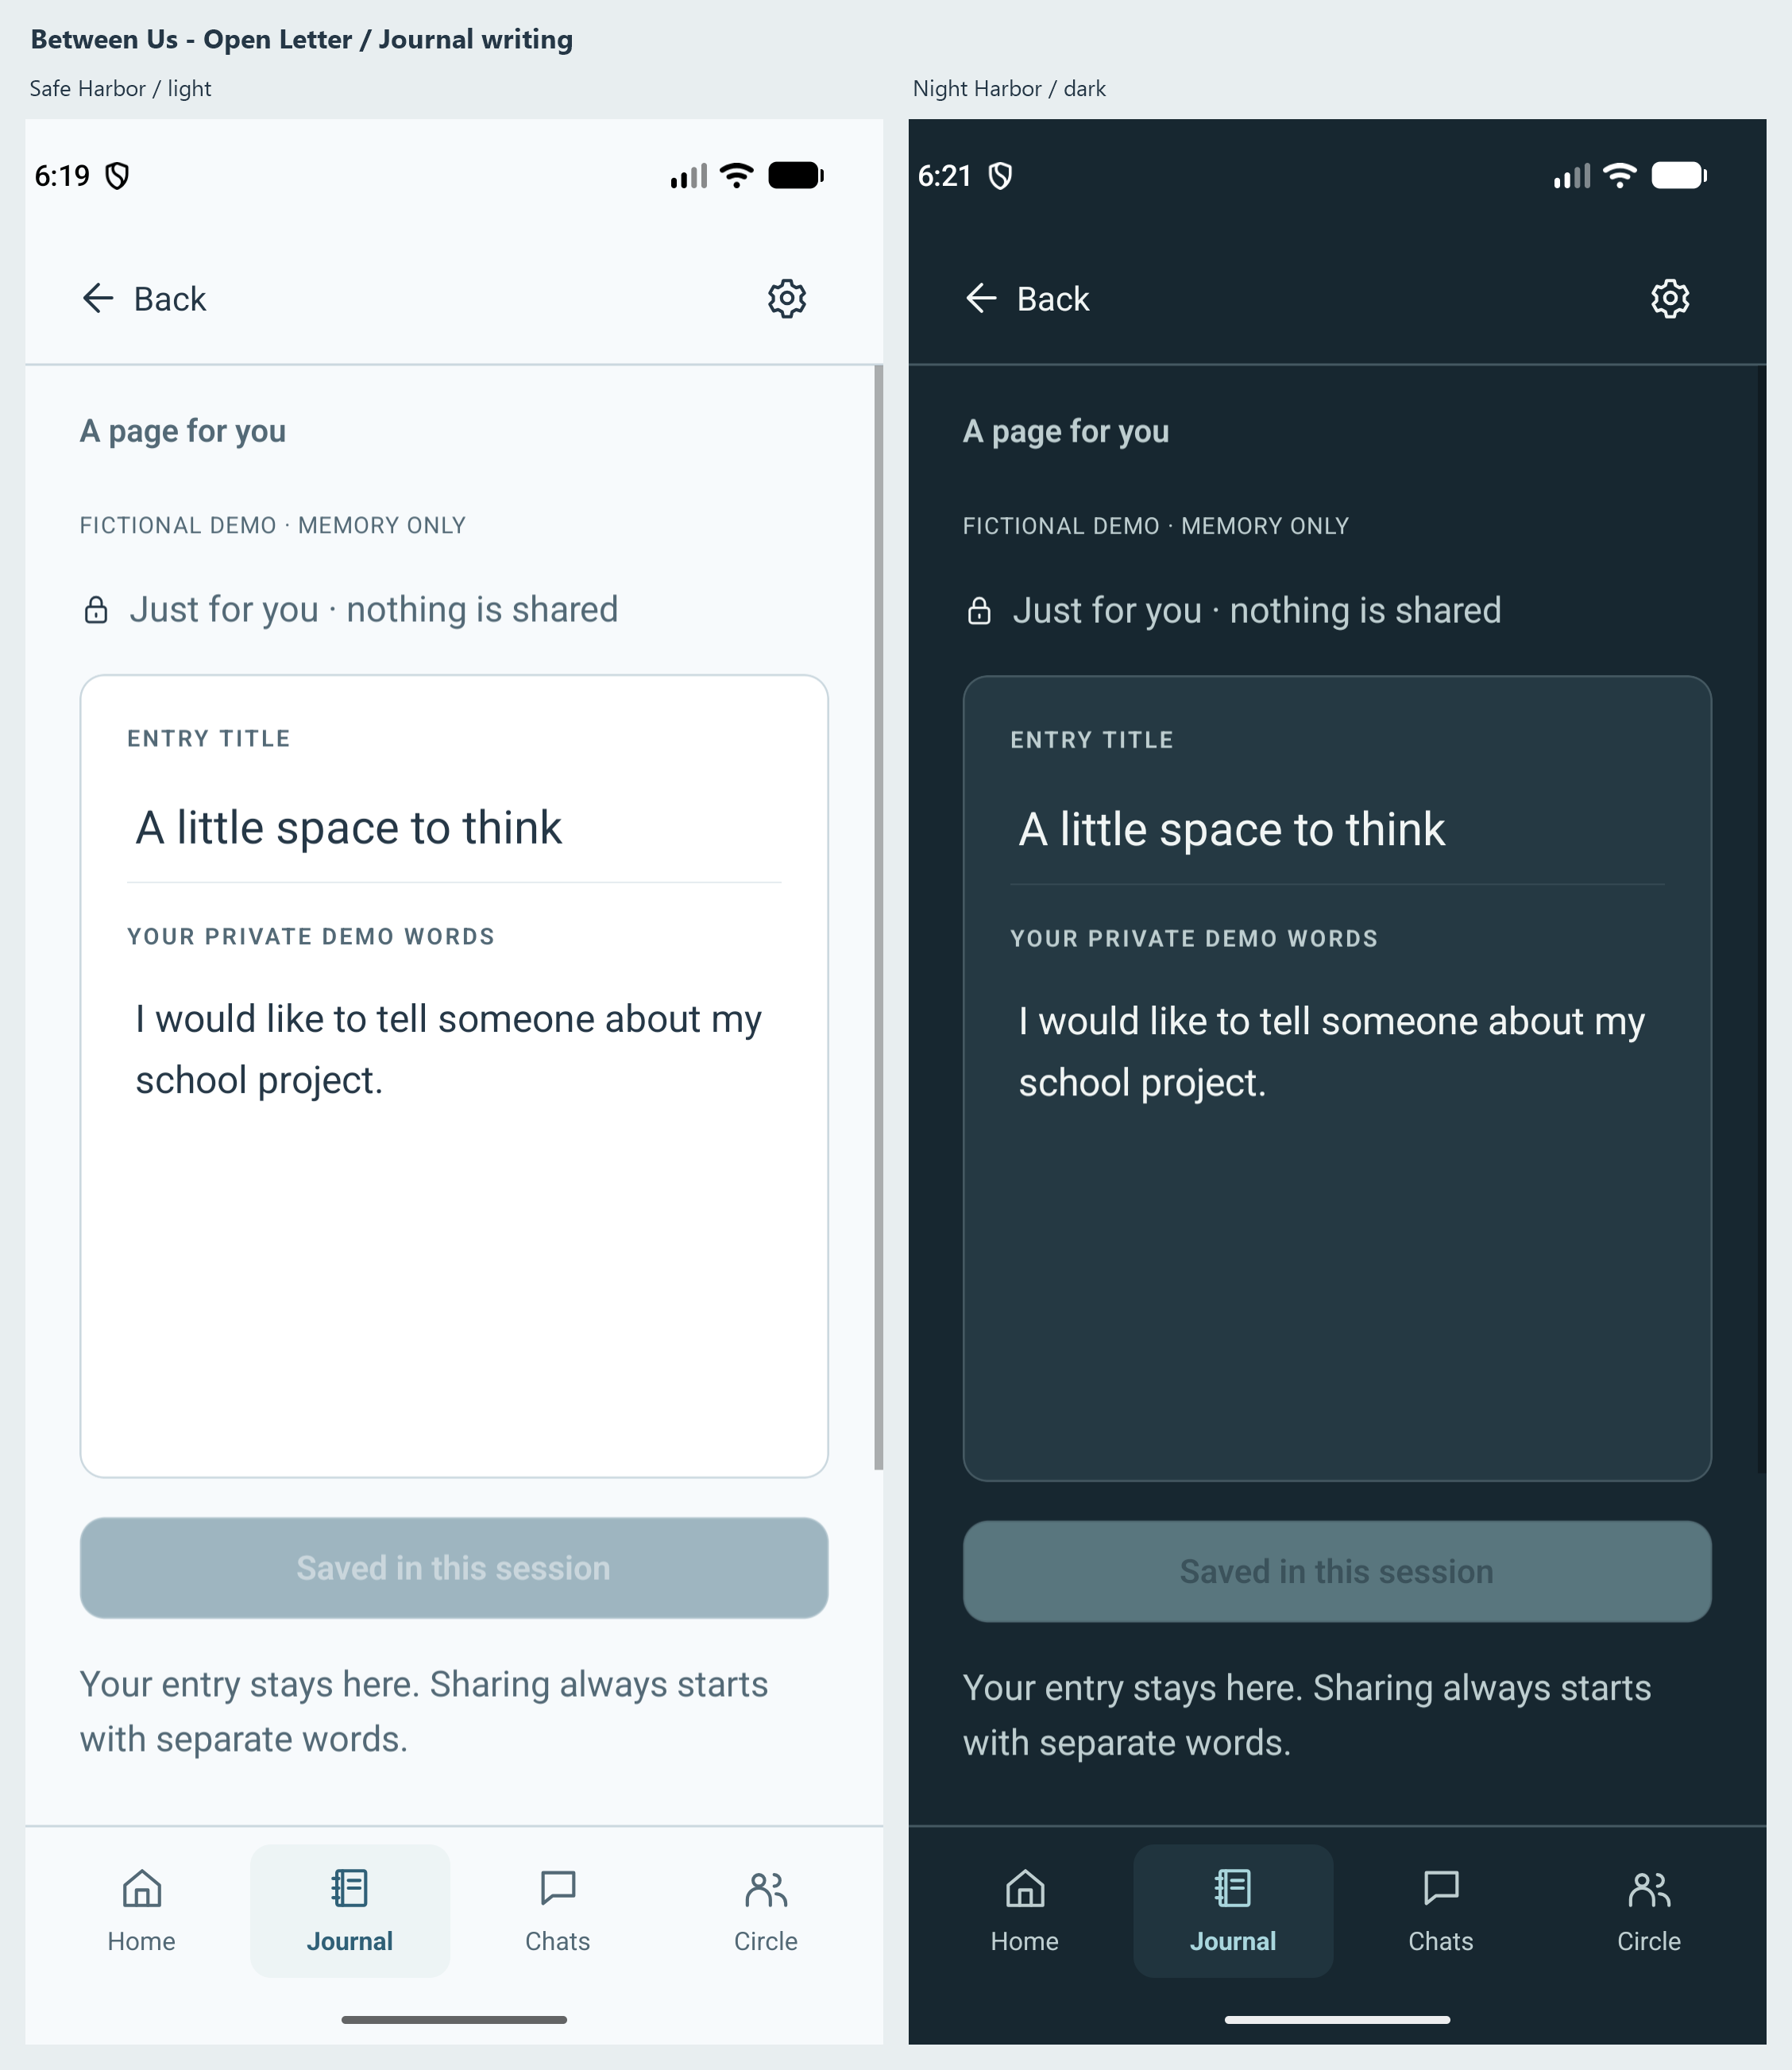 Between Us - Open Letter / Journal writing
Safe Harbor / light
6:19
Back
A page for you
FICTIONAL DEMO · MEMORY ONLY
Just for you · nothing is shared
ENTRY TITLE
A little space to think
YOUR PRIVATE DEMO WORDS
I would like to tell someone about my
school project.
Saved in this session
Your entry stays here. Sharing always starts
with separate words.
Home
Journal
Chats
Circle
Night Harbor / dark
6:21
Back
A page for you
FICTIONAL DEMO · MEMORY ONLY
Just for you · nothing is shared
ENTRY TITLE
A little space to think
YOUR PRIVATE DEMO WORDS
I would like to tell someone about my
school project.
Saved in this session
Your entry stays here. Sharing always starts
with separate words.
Home
Journal
Chats
Circle